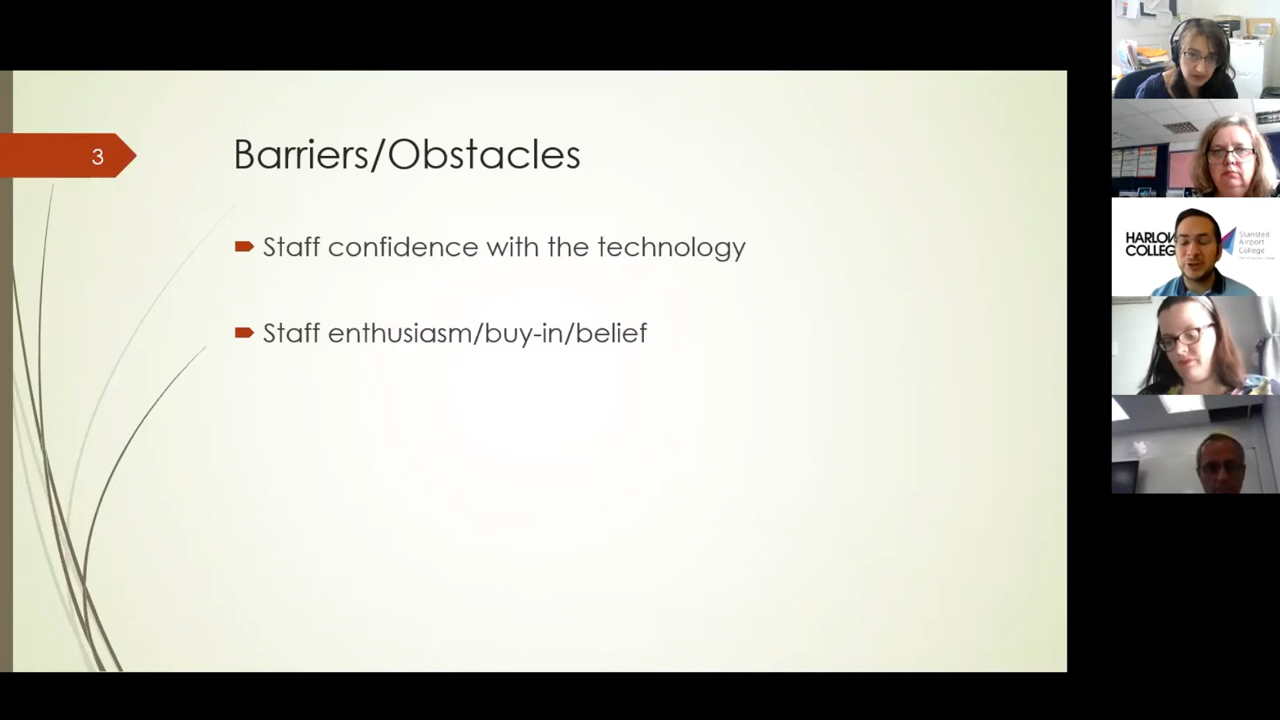 3
Barriers/Obstacles
Staff confidence with the technology
Staff enthusiasm/buy-in/belief
HARLOW
COLLEGE
Stansted
Airport
College